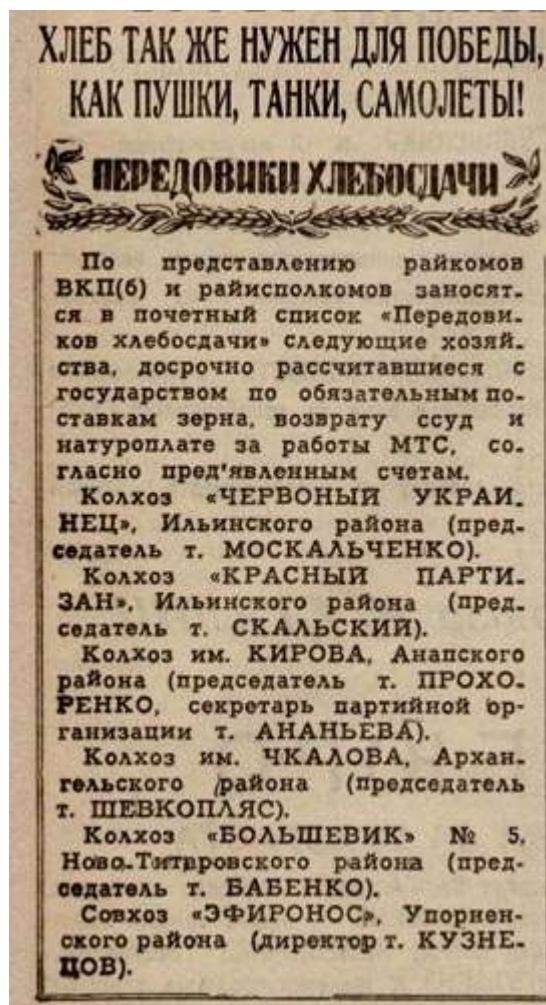 ХЛЕБ ТАК ЖЕ НУЖЕН ДЛЯ ПОБЕДЫ,
КАК ПУШКИ, ТАНКИ, САМОЛЕТЫ!
ПЕРЕДОВИКИ ХЛЕБОСДАЧИ
По представлению райкомов
ВКП(б) и райисполкомов заносят-
ся в почетный список «Передови-
ков хлебосдачи» следующие хозяй-
ства, досрочно рассчитавшиеся с
государством по обязательным по-
ставкам зерна, возврату ссуд и
натуроплате за работы МТС, со-
гласно пред'явленным счетам.
Колхоз «ЧЕРВОНЫЙ УКРАИ-
НЕЦ», Ильинского района (пред-
седатель т. МОСКАЛЬЧЕНКО).
Колхоз «КРАСНЫЙ ПАРТИ-
ЗАН», Ильинского района (пред-
седатель т. СКАЛЬСКИЙ).
Колхоз им. КИРОВА, Анапского
района (председатель т. ПРОХО-
РЕНКО, секретарь партийной ор-
ганизации т. АНАНЬЕВА).
Колхоз им. ЧКАЛОВА, Архан-
гельского района (председатель
т. ШЕВКОПЛЯС).
Колхоз «БОЛЬШЕВИК» № 5,
Ново-Титаровского района (пред-
седатель т. БАБЕНКО).
Совхоз «ЭФИРОНОС», Упорнен-
ского района (директор т. КУЗНЕ-
ЦОВ).